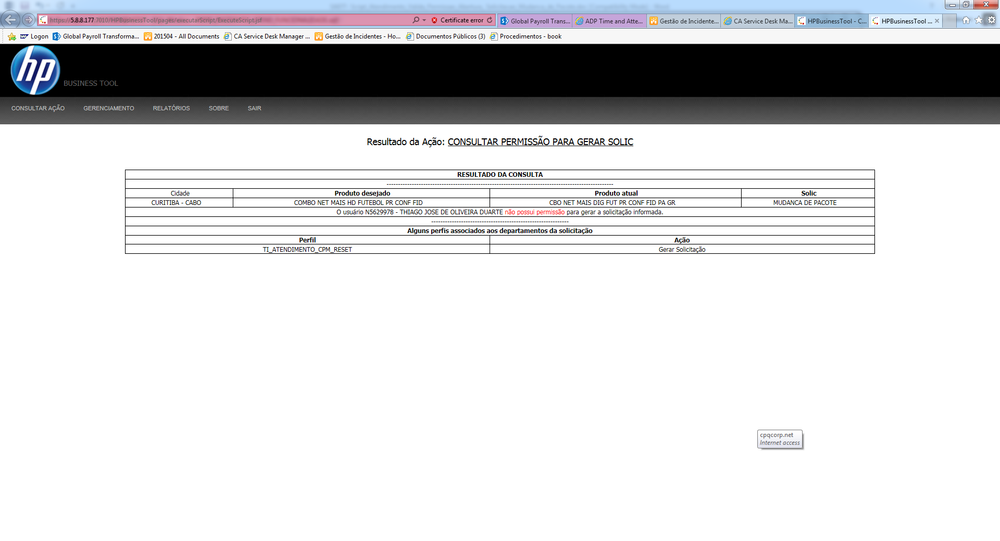 https://5.8.8.177:7010/HPBusinessTool/pages/executarScript/ExecuteScript.jsf
Certificate error
Global Payroll Trans...
ADP Time and Atte...
Gestão de Incidente...
CA Service Desk Ma...
HPBusinessTool - C...
HPBusinessTool ...
Logon
Global Payroll Transforma...
201504 - All Documents
CA Service Desk Manager ...
Gestão de Incidentes - Ho...
Documentos Públicos (3)
Procedimentos - book
hp
BUSINESS TOOL
CONSULTAR AÇÃO
GERENCIAMENTO
RELATÓRIOS
SOBRE
SAIR
Resultado da Ação: CONSULTAR PERMISSÃO PARA GERAR SOLIC
RESULTADO DA CONSULTA
Cidade Produto desejado Produto atual Solic
CURITIBA - CABO COMBO NET MAIS HD FUTEBOL PR CONF FID CBO NET MAIS DIG FUT PR CONF FID PA GR MUDANCA DE PACOTE
O usuário N5629978 - THIAGO JOSE DE OLIVEIRA DUARTE não possui permissão para gerar a solicitação informada.
Alguns perfis associados aos departamentos da solicitação
Perfil Ação
TI_ATENDIMENTO_CPM_RESET Gerar Solicitação
cpqcorp.net
Internet access